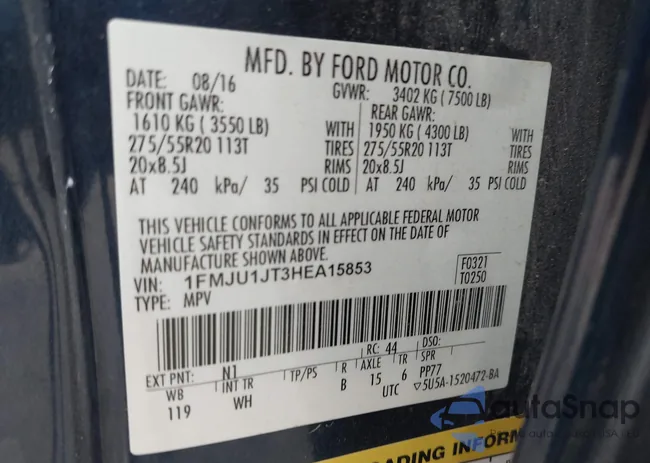 MFD. BY FORD MOTOR CO.
DATE: 08/16 GVWR: 3402 KG ( 7500 LB)
FRONT GAWR: REAR GAWR:
1610 KG ( 3550 LB) WITH 1950 KG ( 4300 LB) WITH
275/55R20 113T TIRES 275/55R20 113T TIRES
20x8.5J RIMS 20x8.5J RIMS
AT 240 kPa/ 35 PSI COLD AT 240 kPa/ 35 PSI COLD
THIS VEHICLE CONFORMS TO ALL APPLICABLE FEDERAL MOTOR
VEHICLE SAFETY STANDARDS IN EFFECT ON THE DATE OF
MANUFACTURE SHOWN ABOVE.
VIN: 1FMJU1JT3HEA15853 F0321
TYPE: MPV T0250
EXT PNT: N1 RC: 44 DSO:
WB INT TR TP/PS R AXLE TR SPR
119 WH B 15 6 PP77
UTC ▽5U5A-1520472-BA
autoSnap
LOADING INFORM